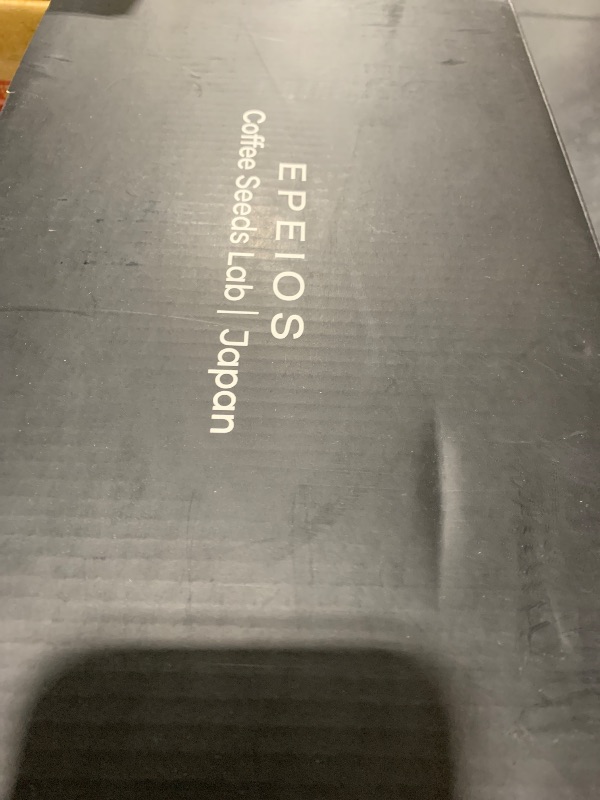 EPEIOS
Coffee Seeds Lab | Japan